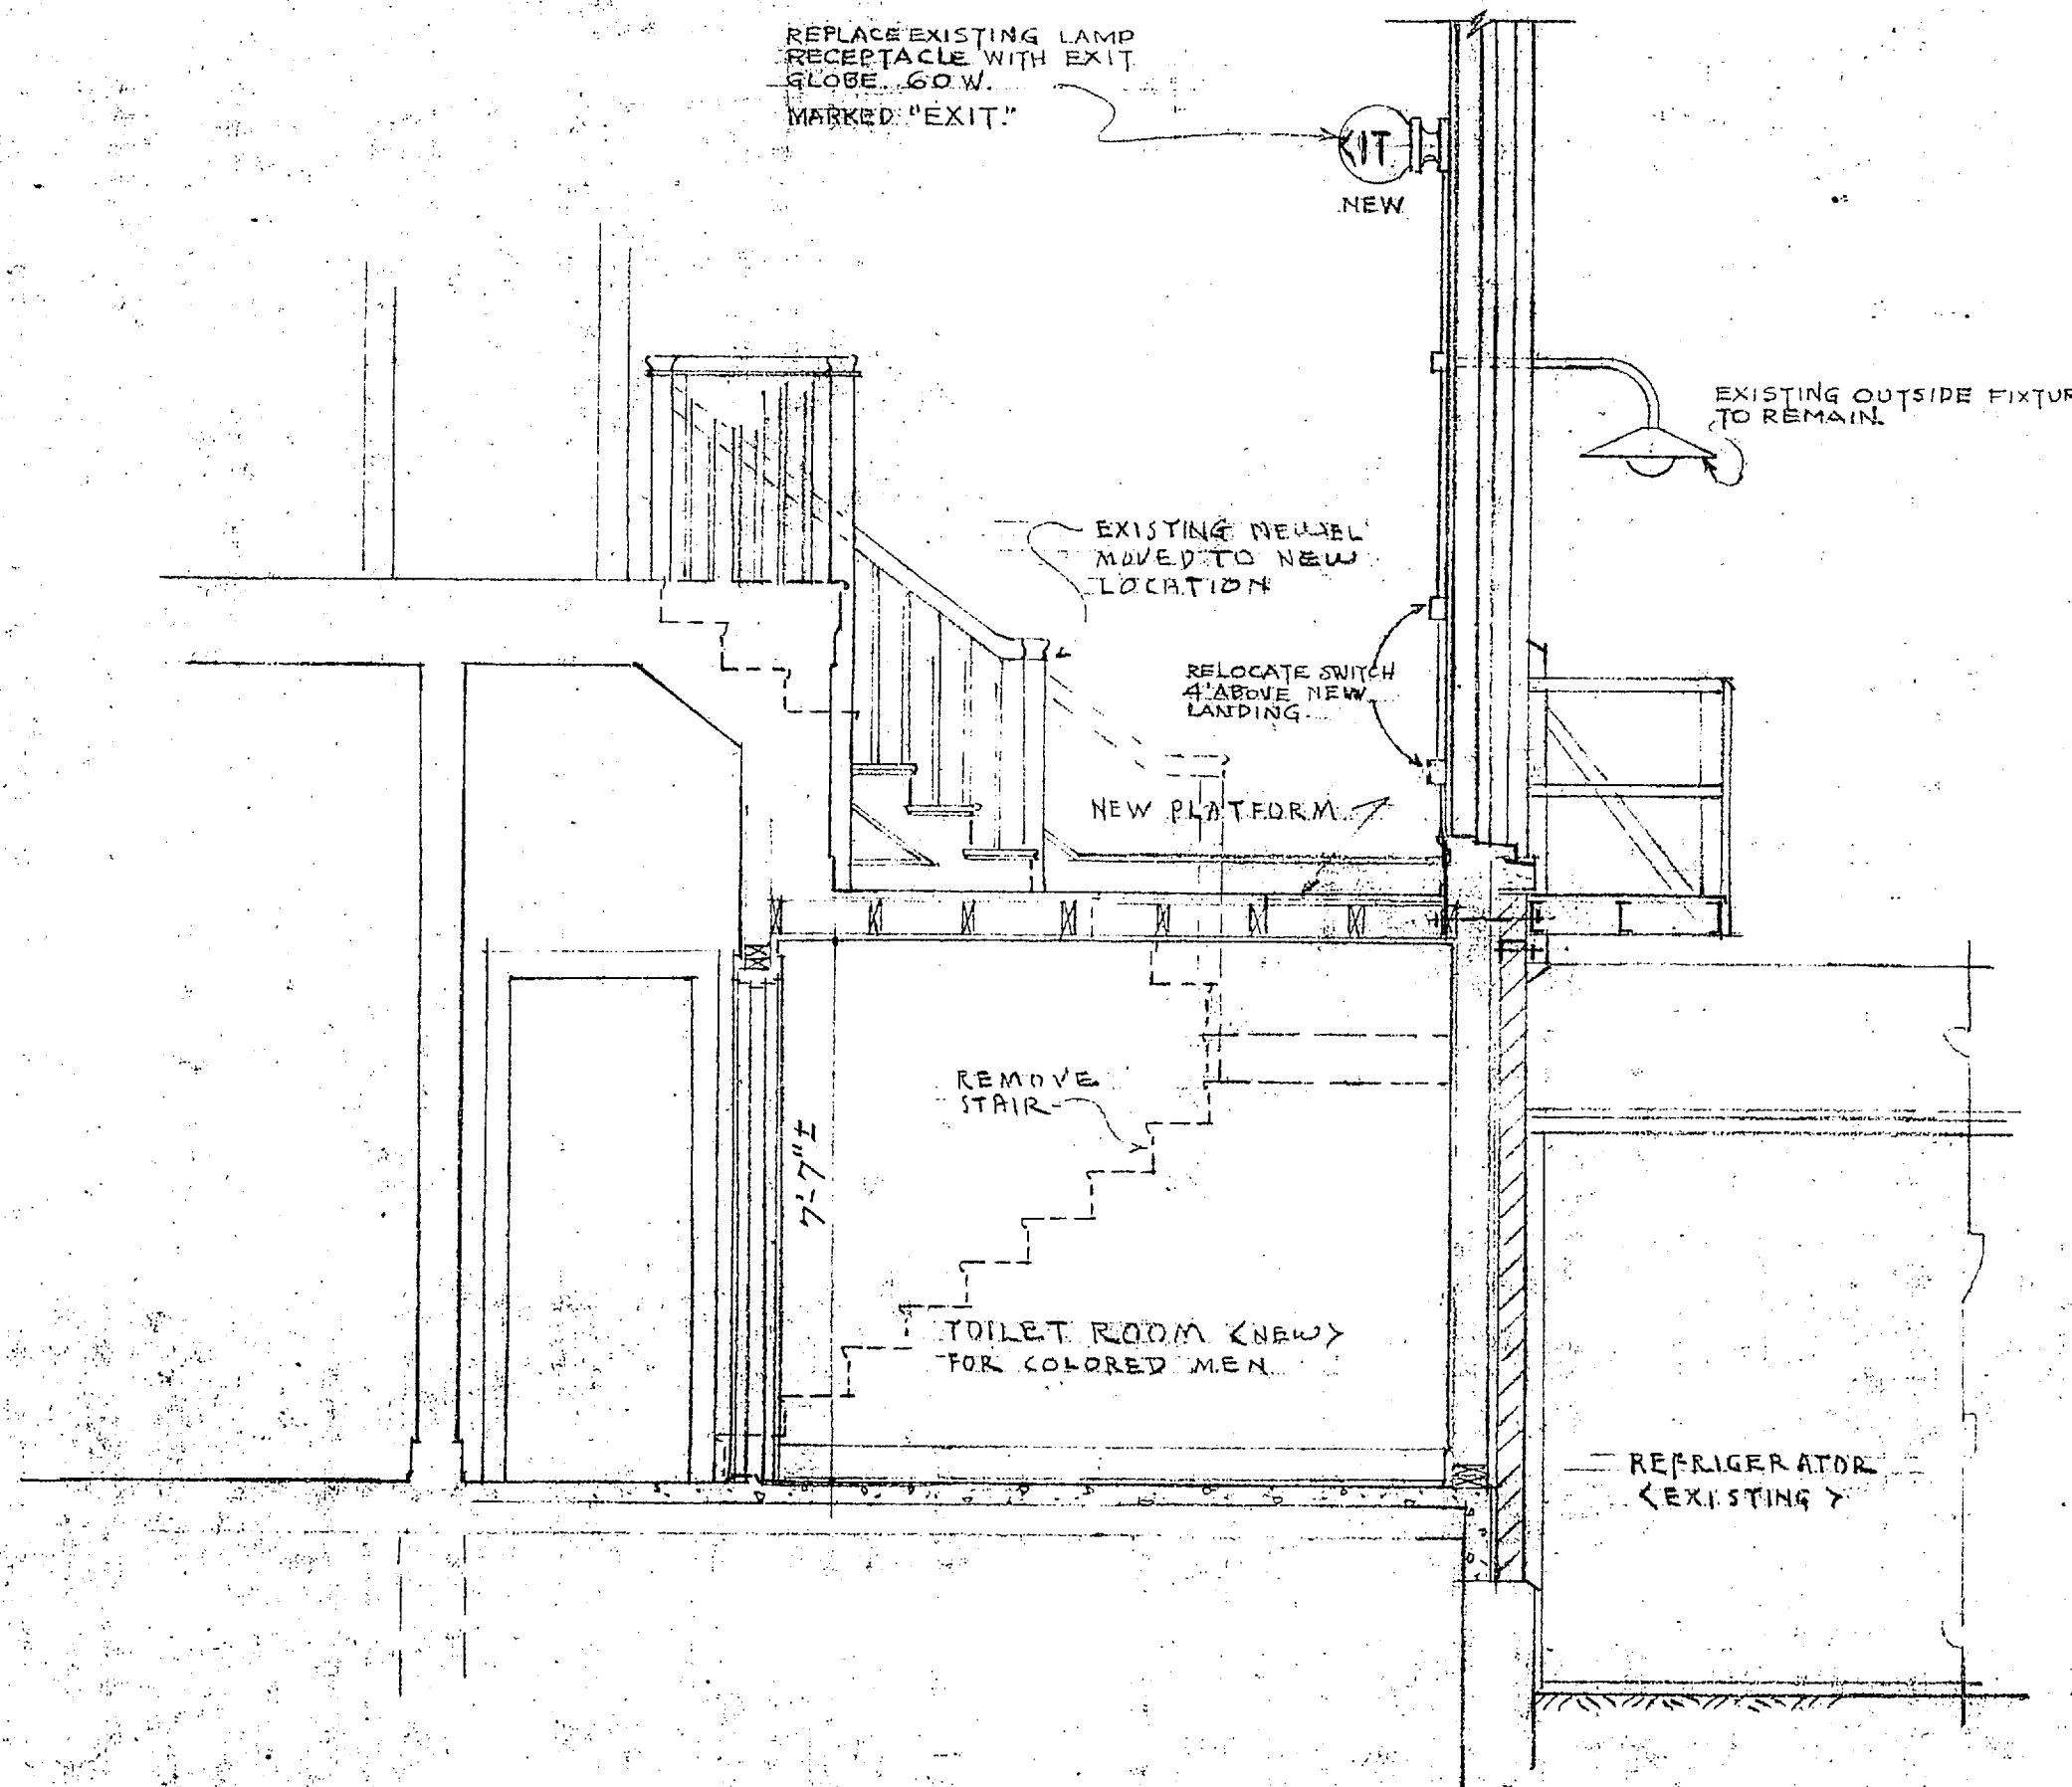 REPLACE EXISTING LAMP
RECEPTACLE WITH EXIT
GLOBE. 60 W.
MARKED "EXIT."
XIT
NEW
EXISTING OUTSIDE FIXTUR
TO REMAIN.
EXISTING NEWEL
MOVED TO NEW
LOCATION
RELOCATE SWITCH
4' ABOVE NEW
LANDING.
NEW PLATFORM
REMOVE
STAIR
7'-7"±
TOILET ROOM <NEW>
FOR COLORED MEN
REFRIGERATOR
<EXISTING>